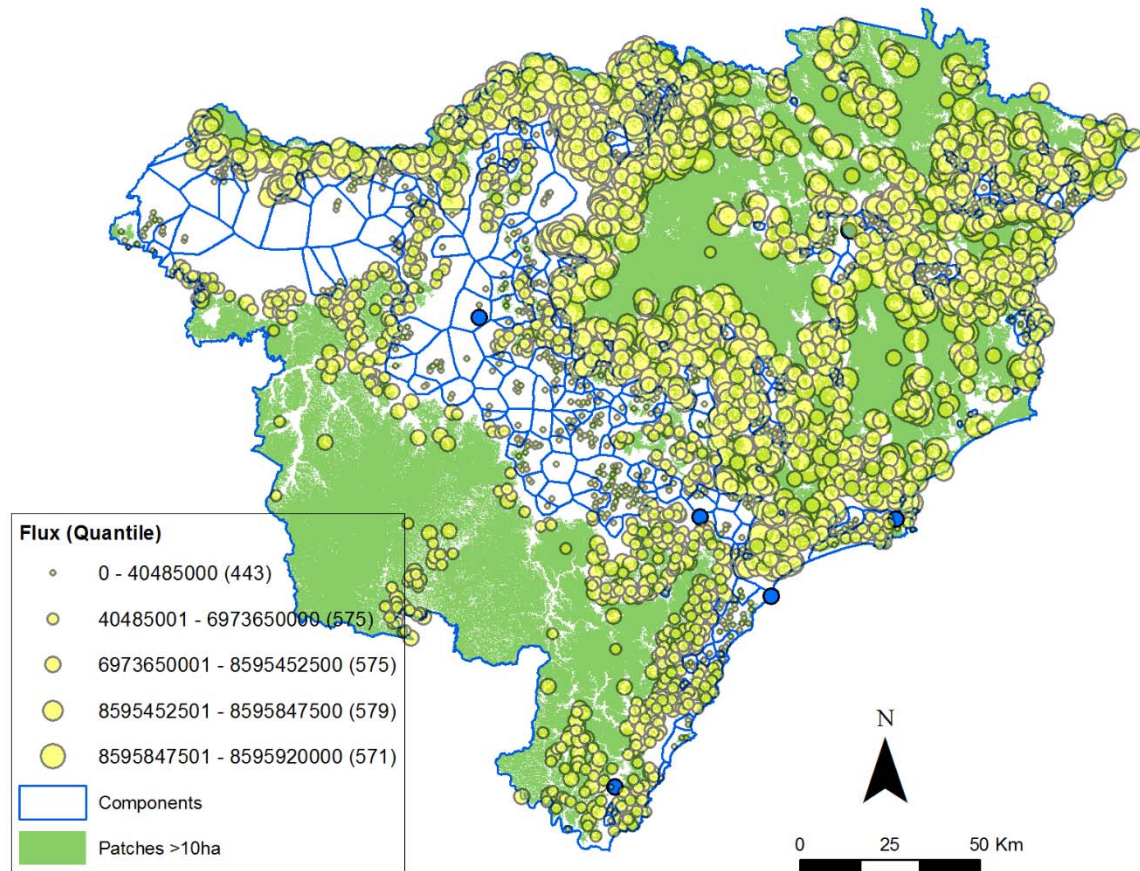 Flux (Quantile)
0 - 40485000 (443)
40485001 - 6973650000 (575)
6973650001 - 8595452500 (575)
8595452501 - 8595847500 (579)
8595847501 - 8595920000 (571)
Components
Patches >10ha
N
0 25 50 Km